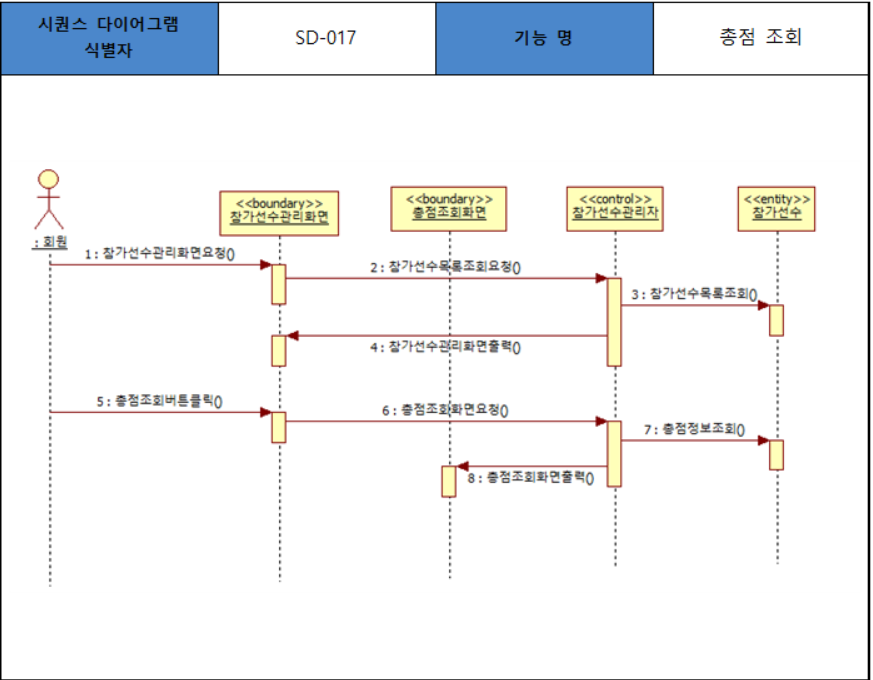 시퀀스 다이어그램
식별자
SD-017
기능 명
총점 조회
<<boundary>>
참가선수관리화면
<<boundary>>
총점조회화면
<<control>>
참가선수관리자
<<entity>>
참가선수
: 회원
1 : 참가선수관리화면요청()
2 : 참가선수목록조회요청()
3 : 참가선수목록조회()
4 : 참가선수관리화면출력()
5 : 총점조회버튼클릭()
6 : 총점조회화면요청()
7 : 총점정보조회()
8 : 총점조회화면출력()